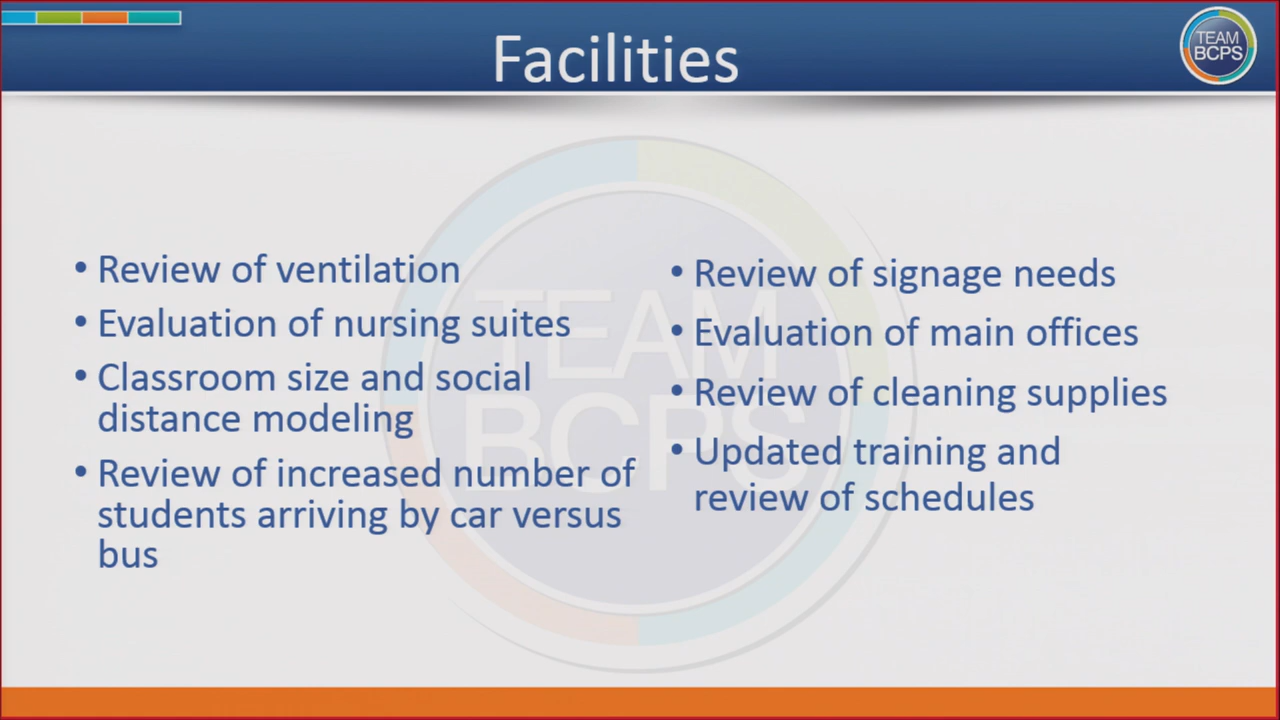 Facilities
TEAM
BCPS
• Review of ventilation
• Evaluation of nursing suites
• Classroom size and social
distance modeling
• Review of increased number of
students arriving by car versus
bus
• Review of signage needs
• Evaluation of main offices
• Review of cleaning supplies
• Updated training and
review of schedules
TEAM
BCPS